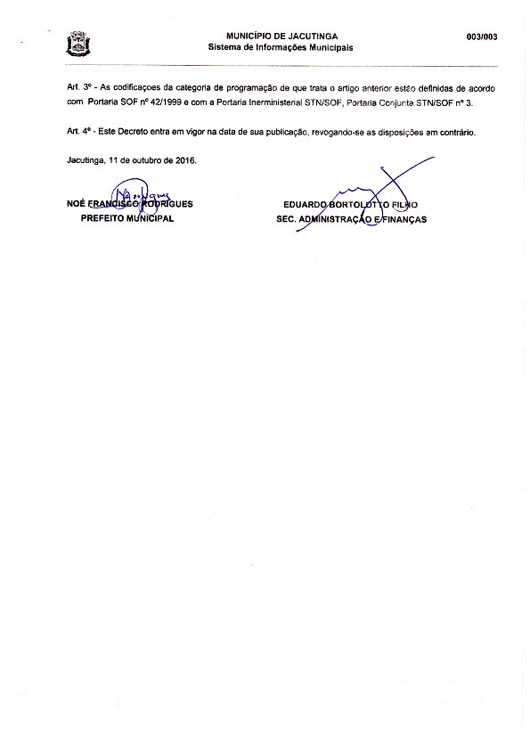 MUNICÍPIO DE JACUTINGA
003/003
Sistema de Informações Municipais
Art. 3º - As codificaçoes da categoria de programação de que trata o artigo anterior estão definidas de acordo
com Portaria SOF nº 42/1999 e com a Portaria Inerministerial STN/SOF, Portaria Conjunta STN/SOF nº 3.
Art. 4º - Este Decreto entra em vigor na data de sua publicação, revogando-se as disposições em contrário.
Jacutinga, 11 de outubro de 2016.
NOÉ FRANCISCO RODRIGUES
PREFEITO MUNICIPAL
EDUARDO BORTOLOTTO FILHO
SEC. ADMINISTRAÇÃO E FINANÇAS